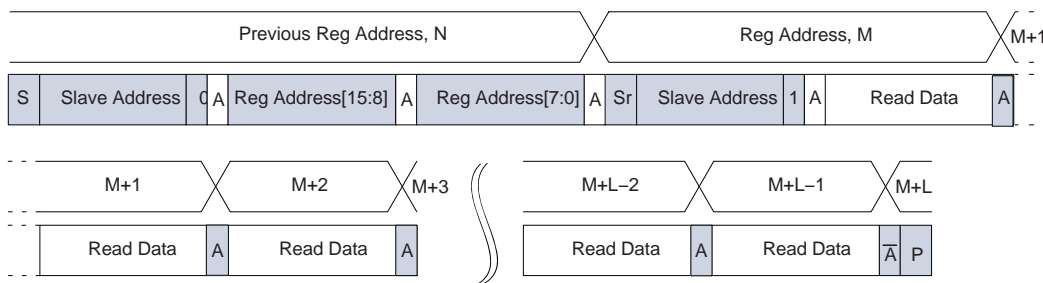 Previous Reg Address, N Reg Address, M M+1
S Slave Address 0 A Reg Address[15:8] A Reg Address[7:0] A Sr Slave Address 1 A Read Data A
M+1 M+2 M+3 M+L−2 M+L−1 M+L
Read Data A Read Data A Read Data A Read Data A̅ P